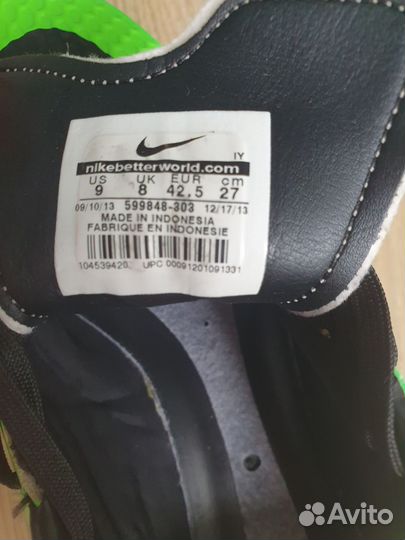 IY
nikebetterworld.com
US UK EUR cm
9 8 42.5 27
09/10/13 599848-303 12/17/13
MADE IN INDONESIA
FABRIQUE EN INDONESIE
104539420 UPC 00091201091331
Avito